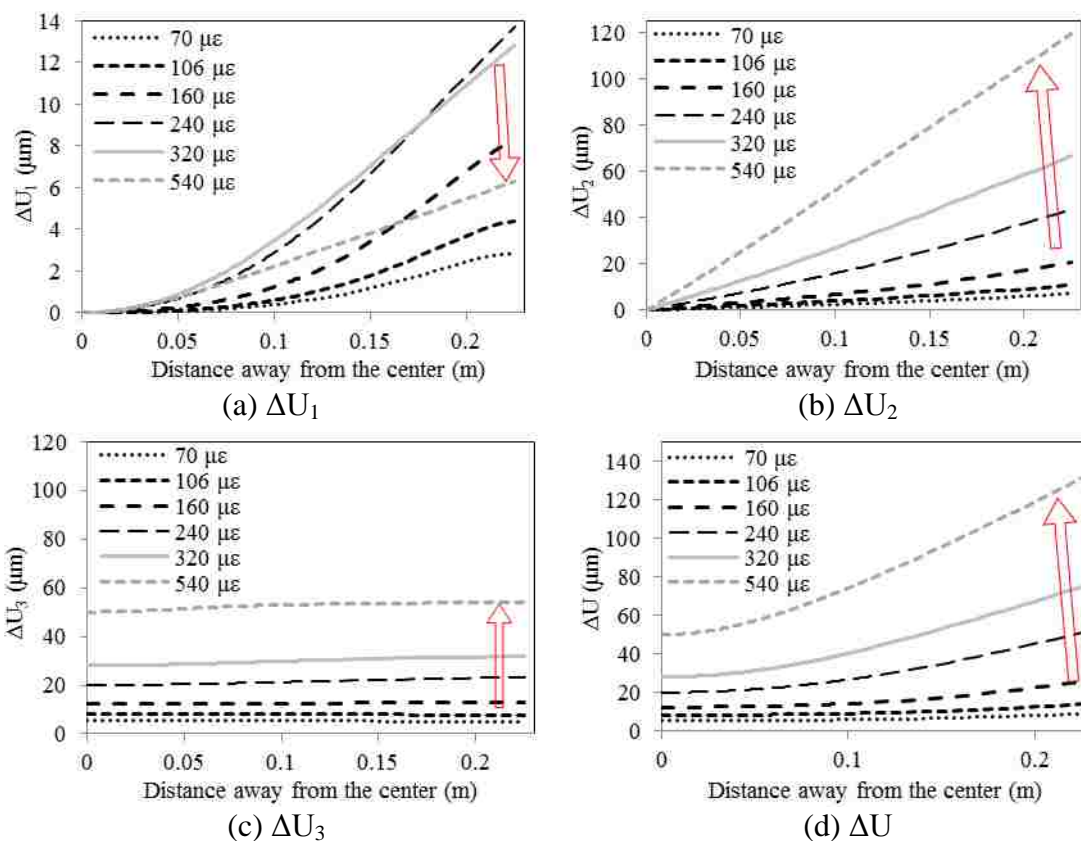 14
12
10
8
6
4
2
0
ΔU₁ (μm)
70 με
106 με
160 με
240 με
320 με
540 με
0 0.05 0.1 0.15 0.2
Distance away from the center (m)
(a) ΔU₁
120
100
80
60
40
20
0
ΔU₂ (μm)
70 με
106 με
160 με
240 με
320 με
540 με
0 0.05 0.1 0.15 0.2
Distance away from the center (m)
(b) ΔU₂
120
100
80
60
40
20
0
ΔU₃ (μm)
70 με
106 με
160 με
240 με
320 με
540 με
0 0.05 0.1 0.15 0.2
Distance away from the center (m)
(c) ΔU₃
140
120
100
80
60
40
20
0
ΔU (μm)
70 με
106 με
160 με
240 με
320 με
540 με
0 0.1 0.2
Distance away from the center (m)
(d) ΔU